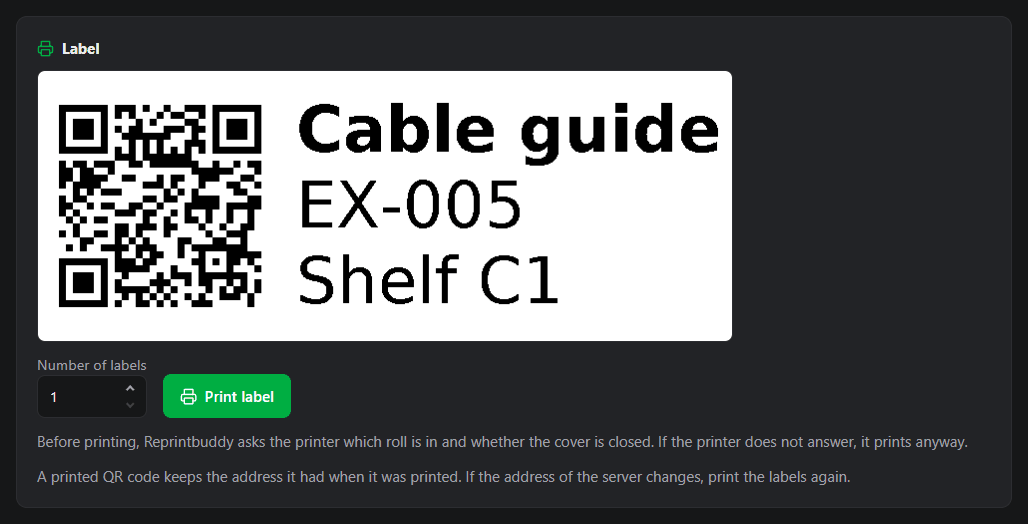 Label
Cable guide
EX-005
Shelf C1
Number of labels
1
Print label
Before printing, Reprintbuddy asks the printer which roll is in and whether the cover is closed. If the printer does not answer, it prints anyway.
A printed QR code keeps the address it had when it was printed. If the address of the server changes, print the labels again.